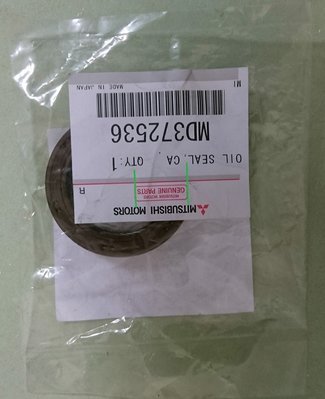 MITSUBISHI MOTORS
GENUINE PARTS
R
OIL SEAL, CA, QTY:1
MD372536
MADE IN JAPAN MI